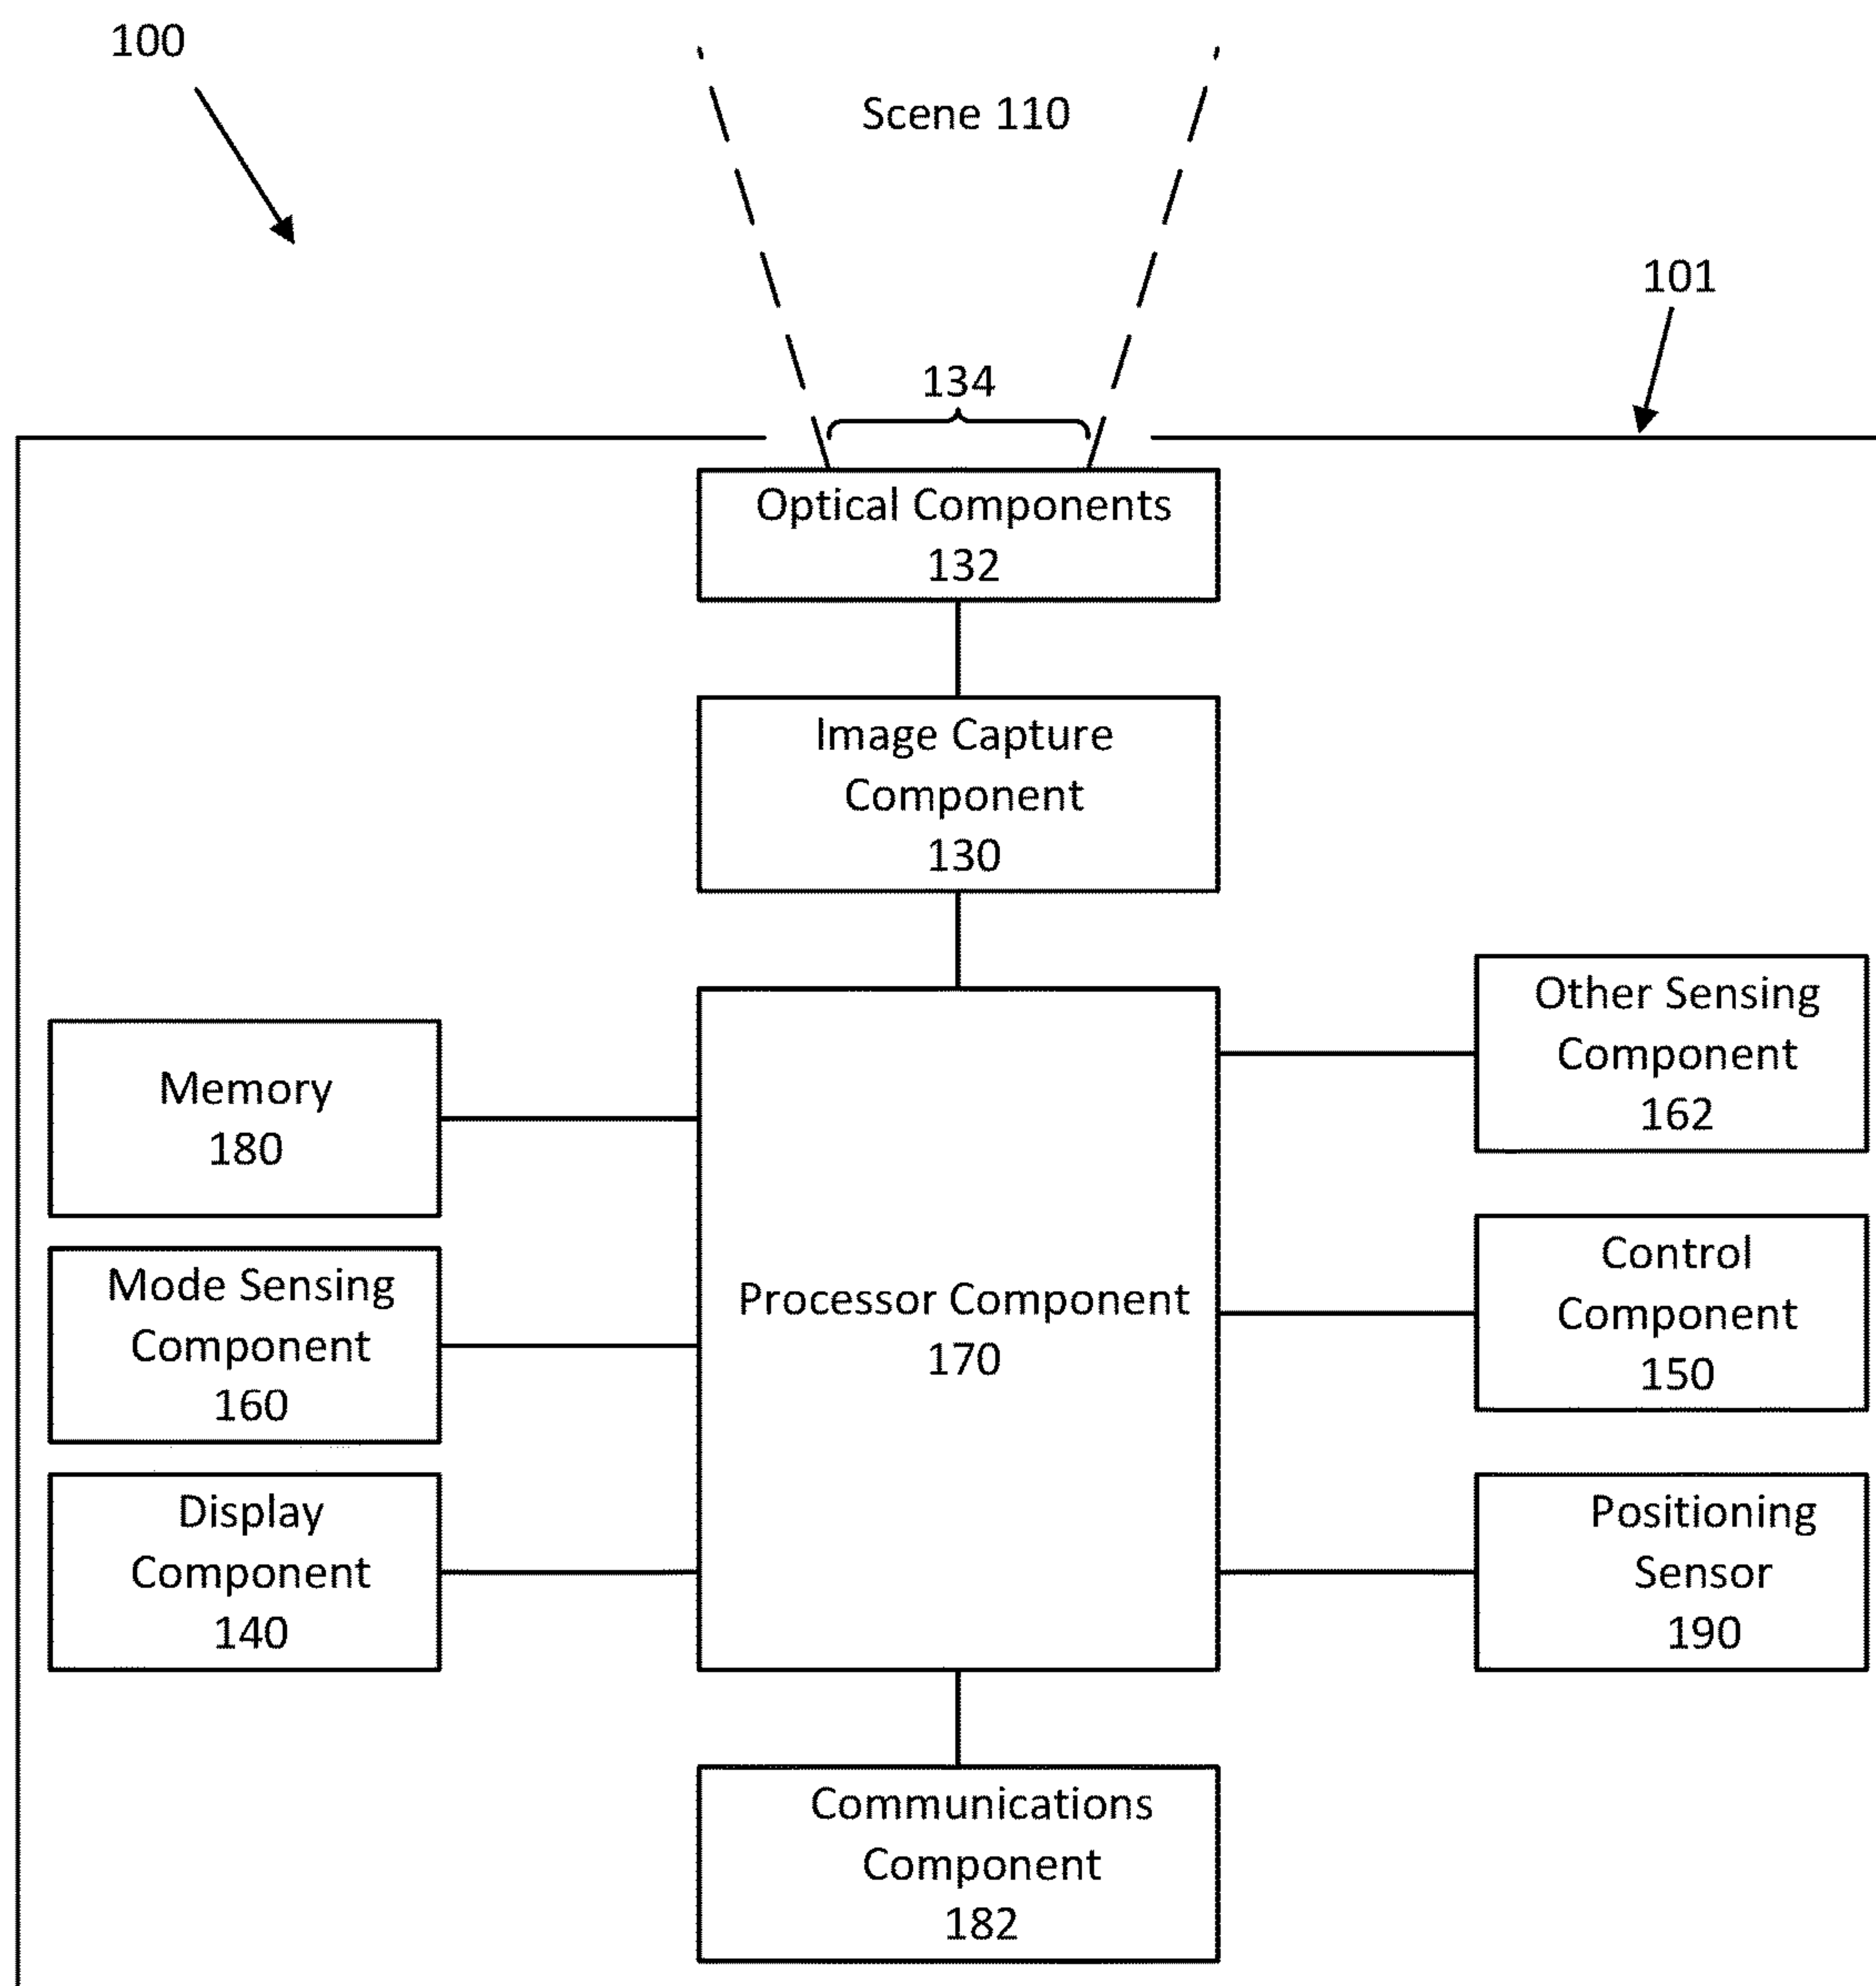 100
Scene 110
101
134
Optical Components
132
Image Capture
Component
130
Other Sensing
Component
162
Memory
180
Control
Component
150
Mode Sensing
Component
160
Processor Component
170
Display
Component
140
Positioning
Sensor
190
Communications
Component
182